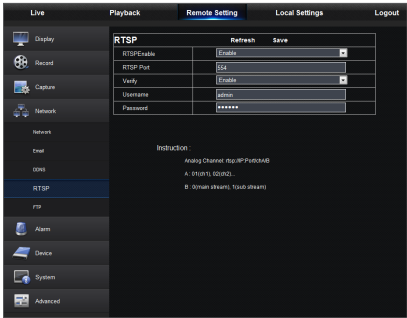 Live Playback Remote Setting Local Settings Logout
Display
Record
Capture
Network
Network
Email
DDNS
RTSP
FTP
Alarm
Device
System
Advanced
RTSP Refresh Save
RTSPEnable Enable
RTSP Port 554
Verify Enable
Username admin
Password ••••••
Instruction :
Analog Channel: rtsp://IP:Port/ch/A/B
A : 01(ch1), 02(ch2)...
B : 0(main stream), 1(sub stream)